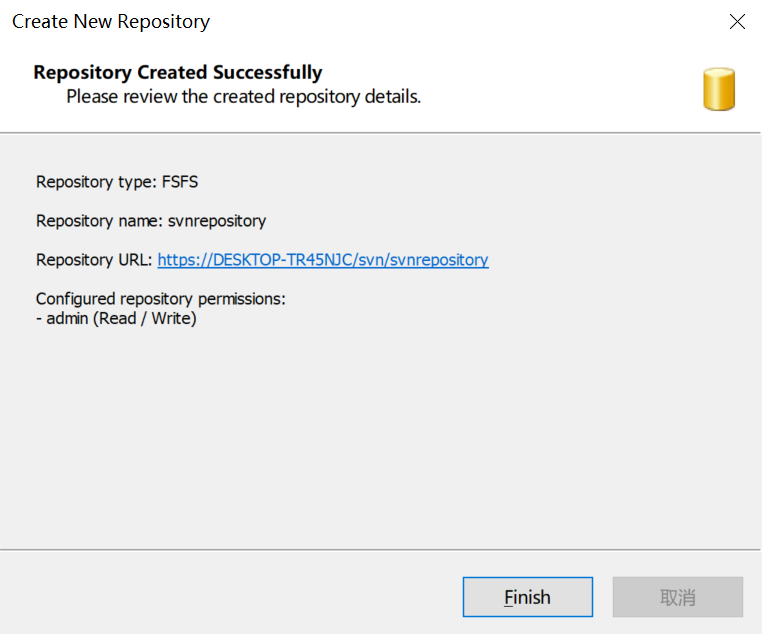 Create New Repository
Repository Created Successfully
Please review the created repository details.
Repository type: FSFS
Repository name: svnrepository
Repository URL: https://DESKTOP-TR45NJC/svn/svnrepository
Configured repository permissions:
- admin (Read / Write)
Finish
取消